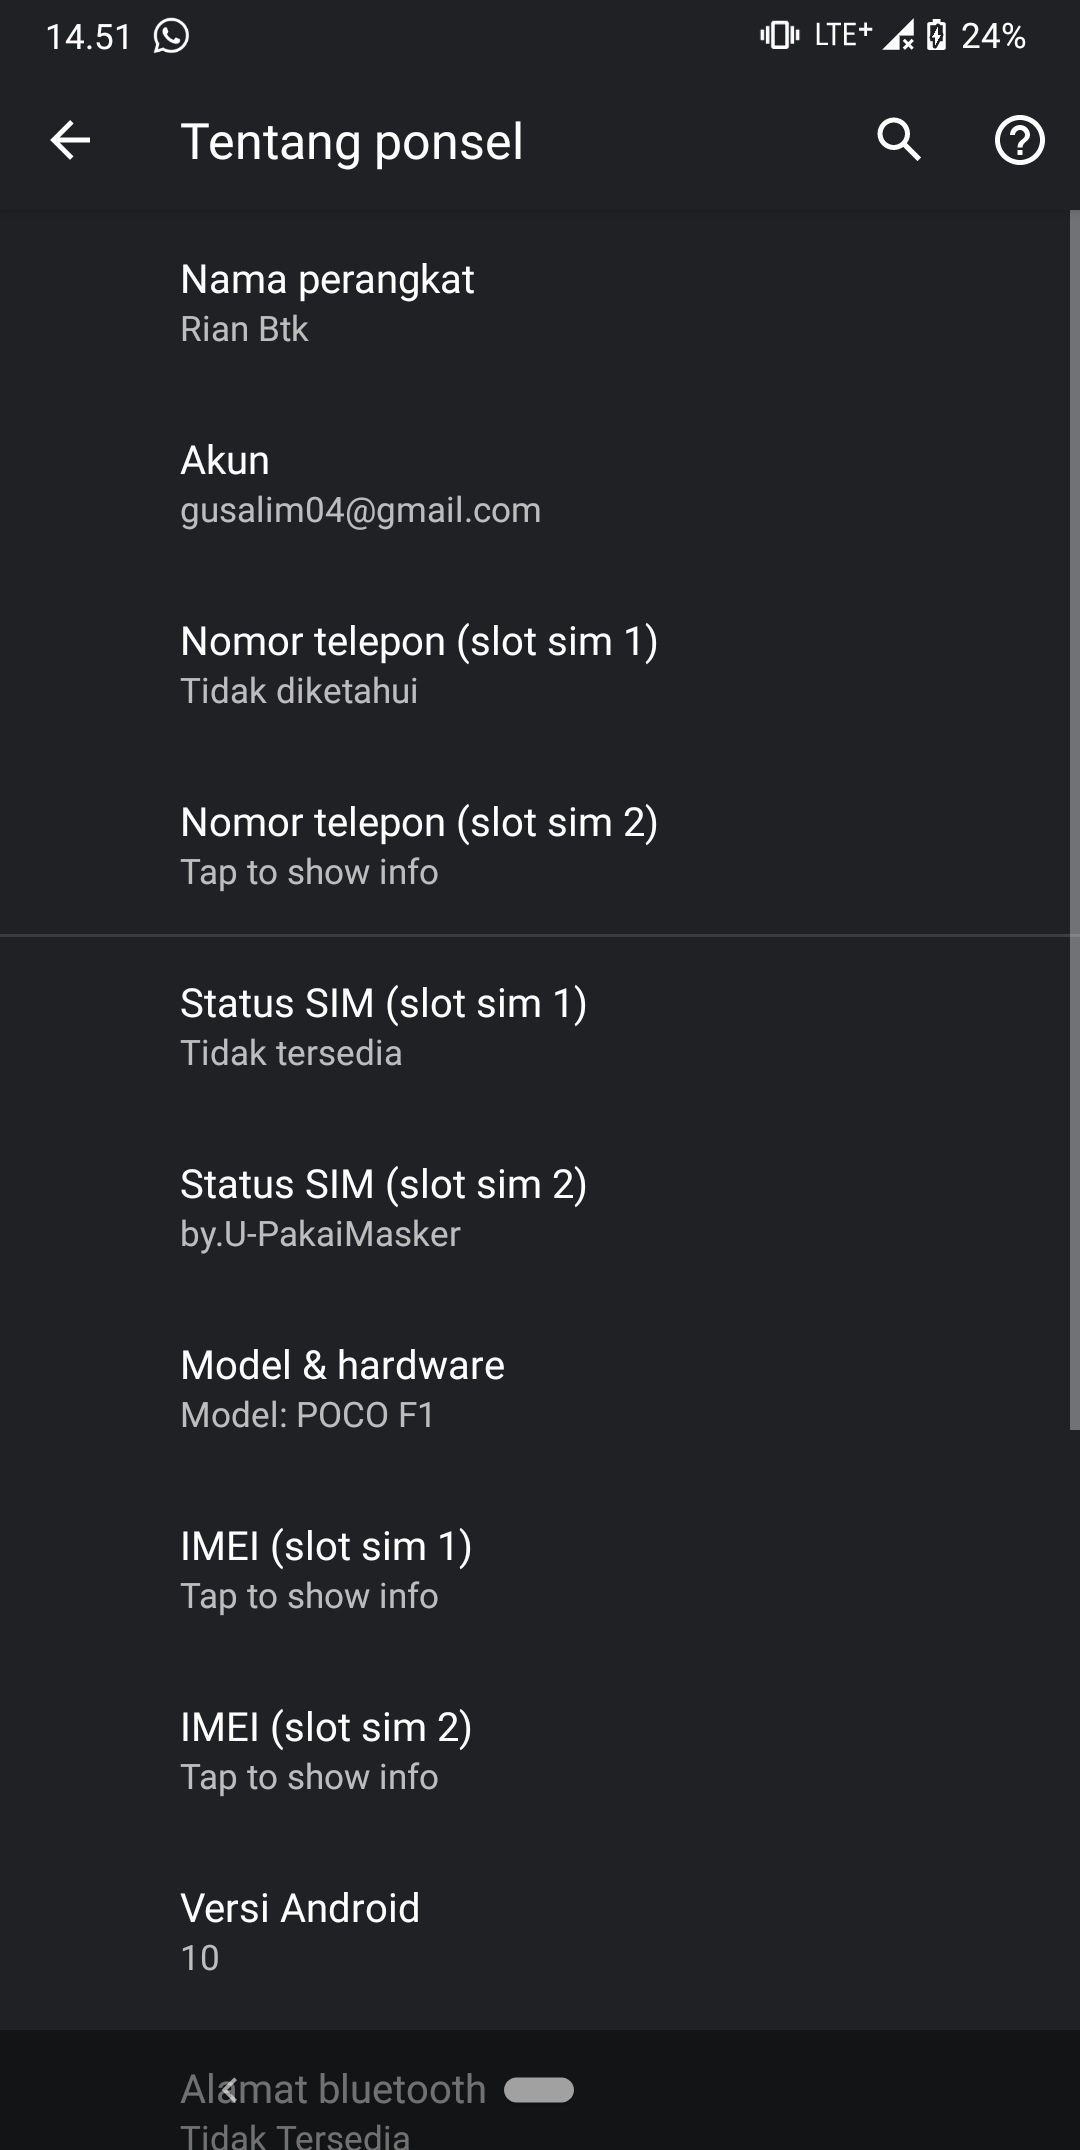 14.51
LTE+ 24%
Tentang ponsel
Nama perangkat
Rian Btk
Akun
gusalim04@gmail.com
Nomor telepon (slot sim 1)
Tidak diketahui
Nomor telepon (slot sim 2)
Tap to show info
Status SIM (slot sim 1)
Tidak tersedia
Status SIM (slot sim 2)
by.U-PakaiMasker
Model & hardware
Model: POCO F1
IMEI (slot sim 1)
Tap to show info
IMEI (slot sim 2)
Tap to show info
Versi Android
10
Alamat bluetooth
Tidak Tersedia